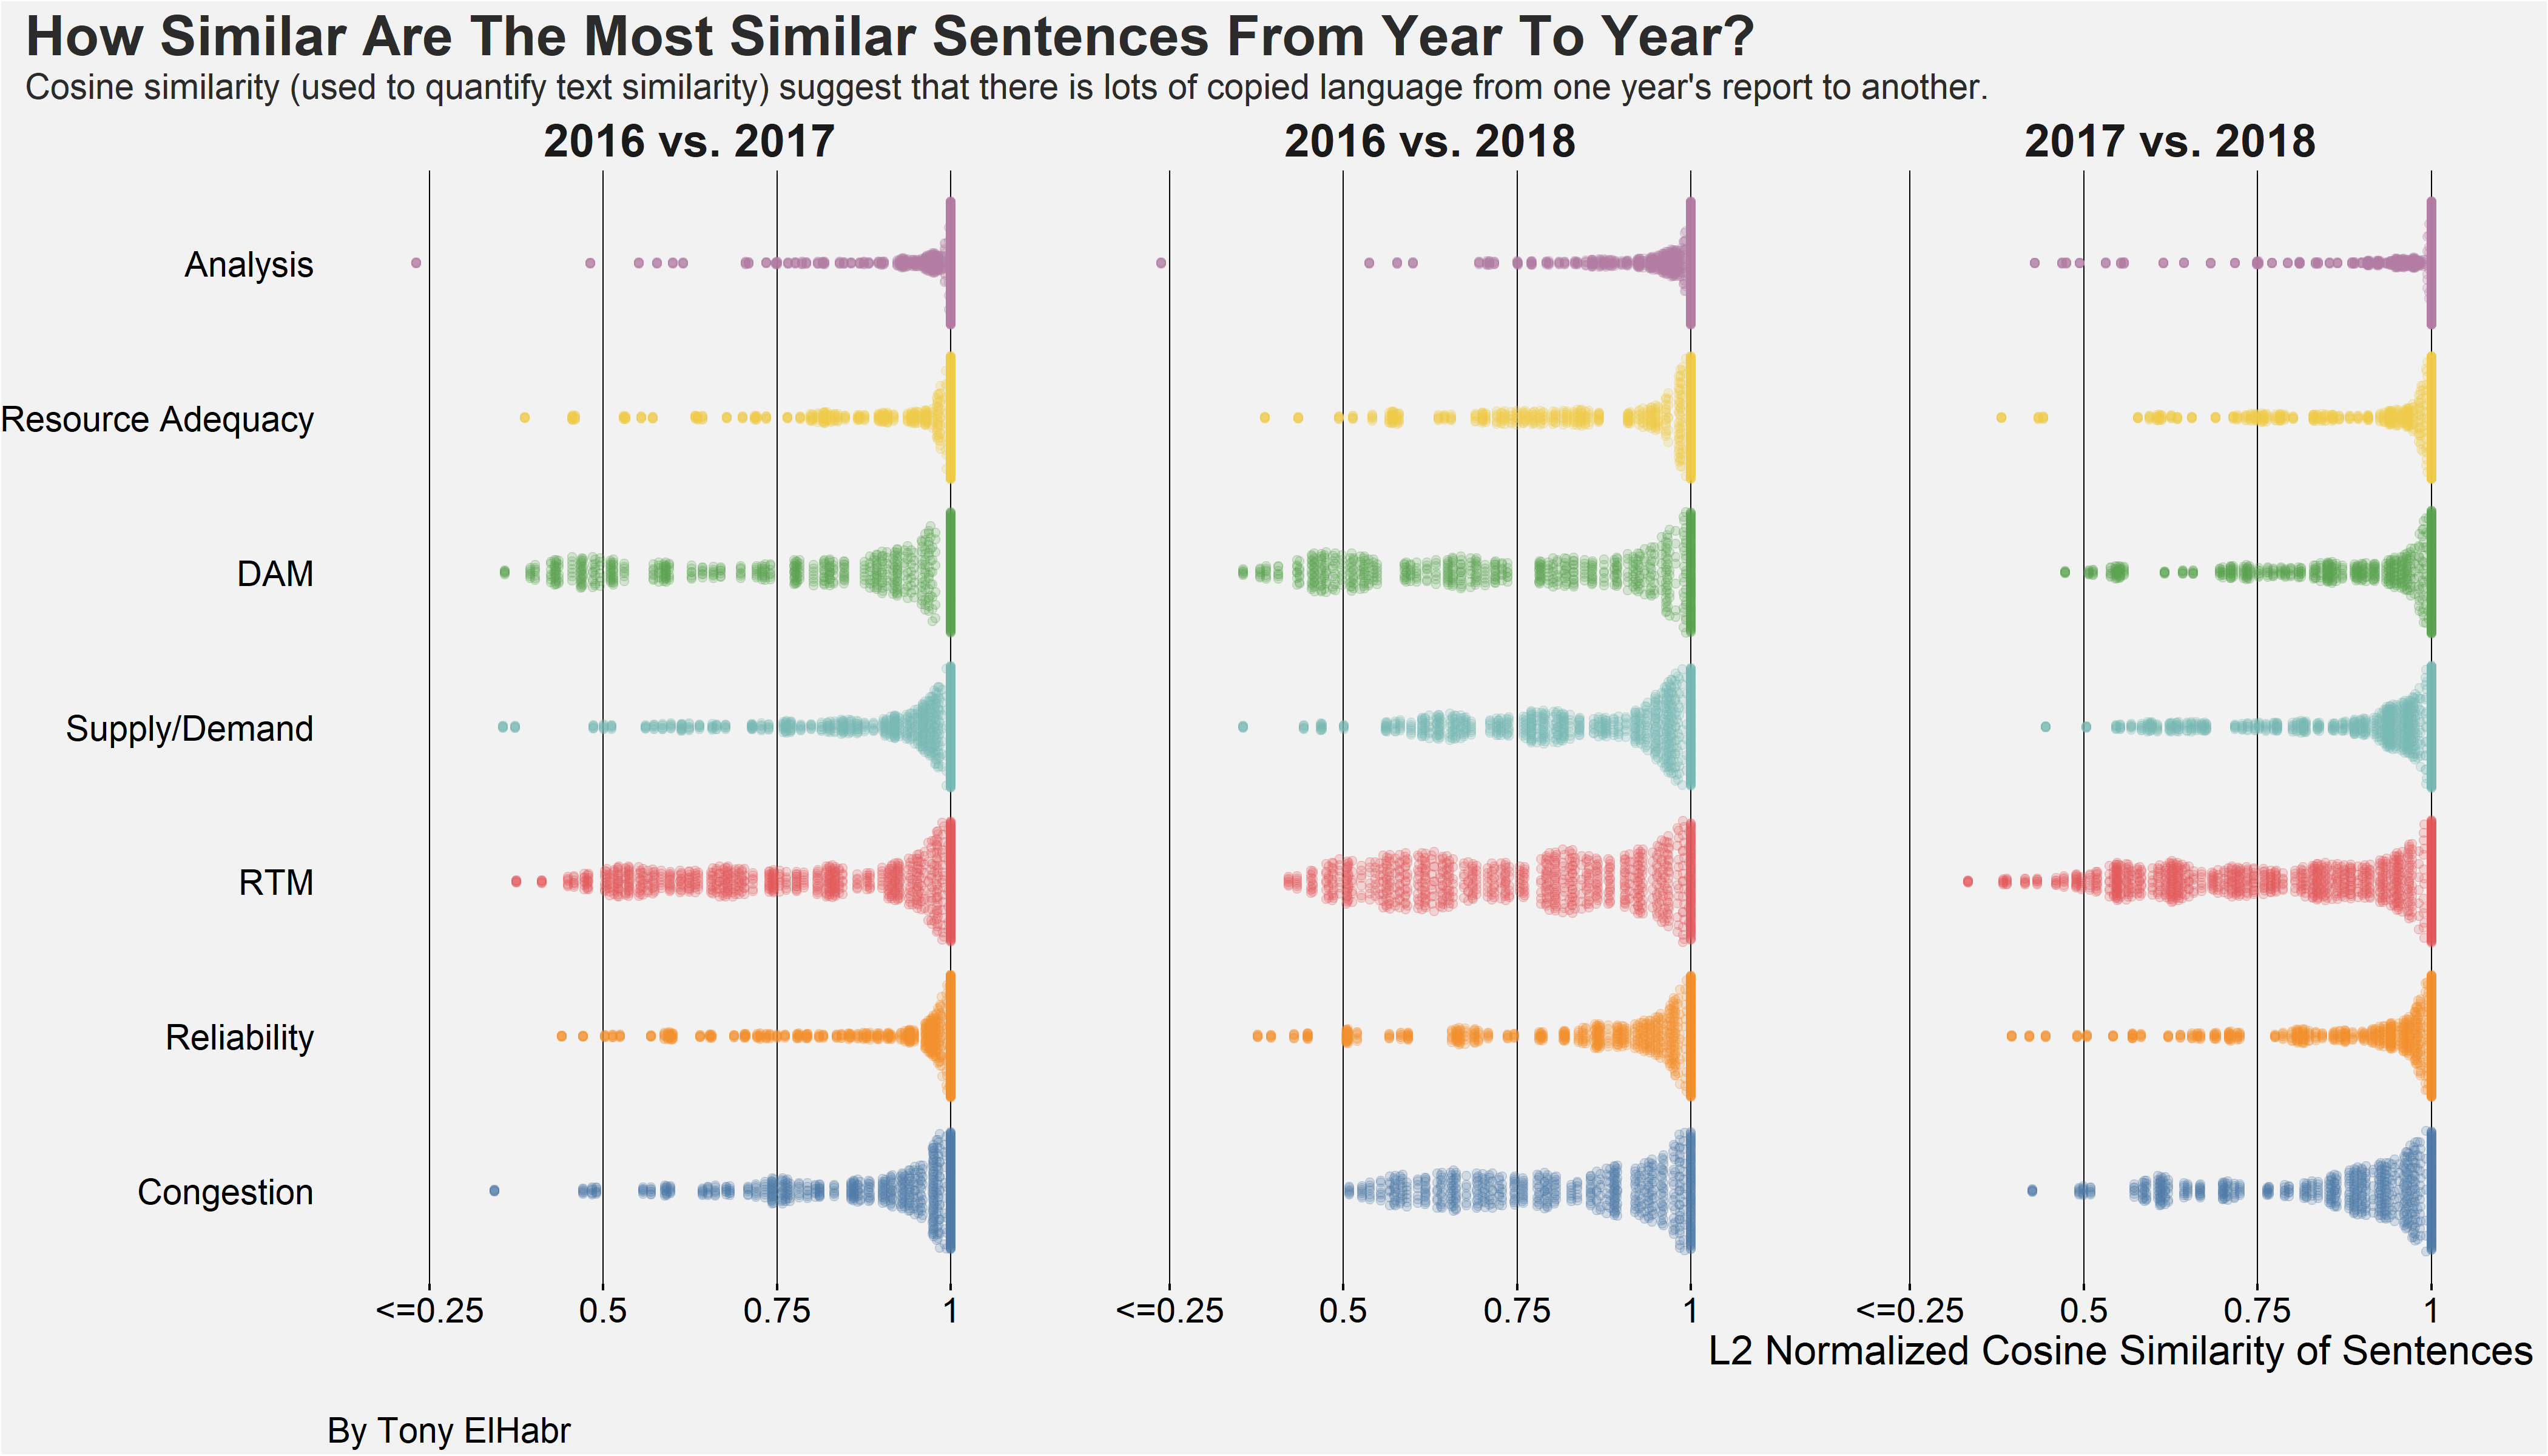 How Similar Are The Most Similar Sentences From Year To Year?
Cosine similarity (used to quantify text similarity) suggest that there is lots of copied language from one year's report to another.
2016 vs. 2017
2016 vs. 2018
2017 vs. 2018
Analysis
Resource Adequacy
DAM
Supply/Demand
RTM
Reliability
Congestion
<=0.25 0.5 0.75 1
<=0.25 0.5 0.75 1
<=0.25 0.5 0.75 1
L2 Normalized Cosine Similarity of Sentences
By Tony ElHabr